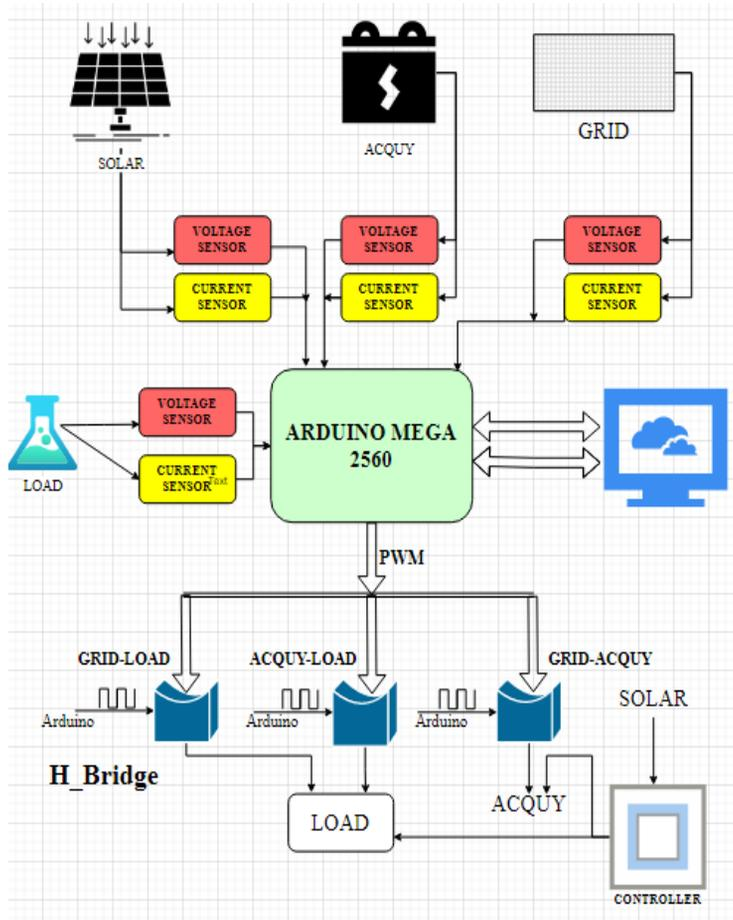 SOLAR
ACQUY
GRID
VOLTAGE
SENSOR
VOLTAGE
SENSOR
VOLTAGE
SENSOR
CURRENT
SENSOR
CURRENT
SENSOR
CURRENT
SENSOR
LOAD
VOLTAGE
SENSOR
CURRENT
SENSOR
Text
ARDUINO MEGA
2560
PWM
GRID-LOAD
ACQUY-LOAD
GRID-ACQUY
Arduino
Arduino
Arduino
SOLAR
H_Bridge
LOAD
ACQUY
CONTROLLER